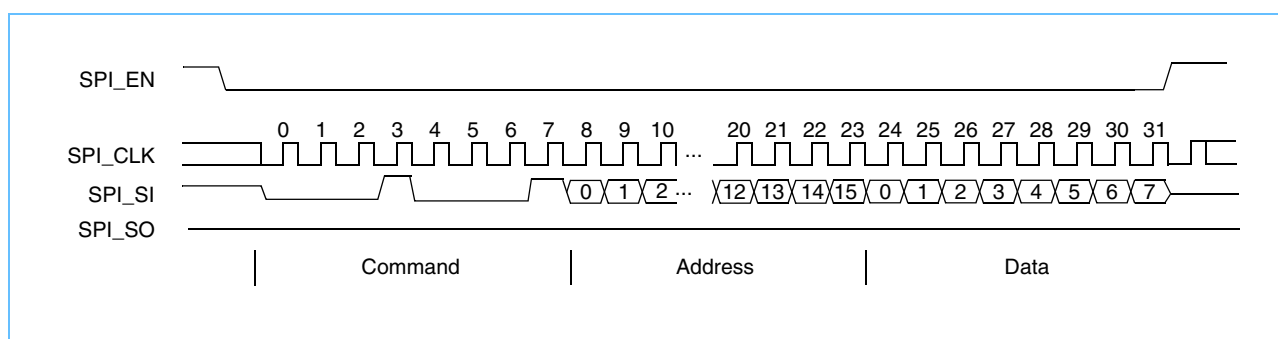 SPI_EN
0 1 2 3 4 5 6 7 8 9 10 20 21 22 23 24 25 26 27 28 29 30 31
SPI_CLK ...
SPI_SI 0 1 2 ... 12 13 14 15 0 1 2 3 4 5 6 7
SPI_SO
Command Address Data